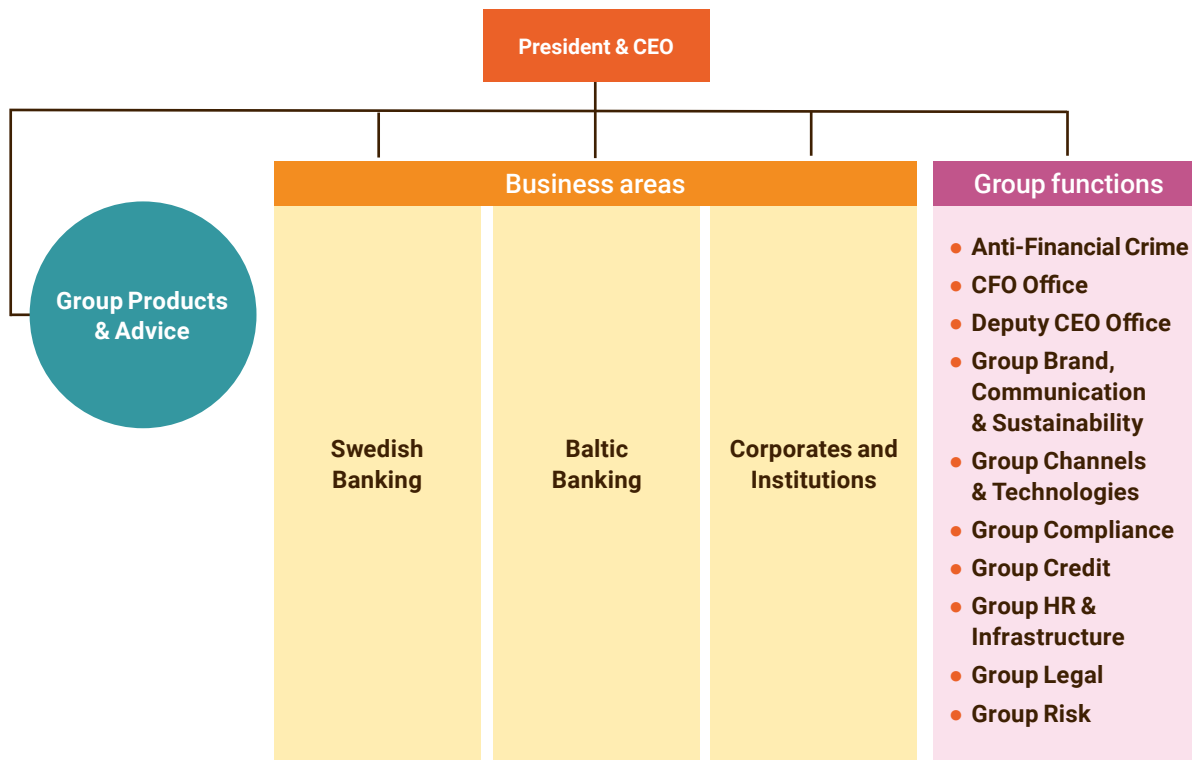 President & CEO
Group Products
& Advice
Business areas
Swedish
Banking
Baltic
Banking
Corporates and
Institutions
Group functions
Anti-Financial Crime
CFO Office
Deputy CEO Office
Group Brand,
Communication
& Sustainability
Group Channels
& Technologies
Group Compliance
Group Credit
Group HR &
Infrastructure
Group Legal
Group Risk